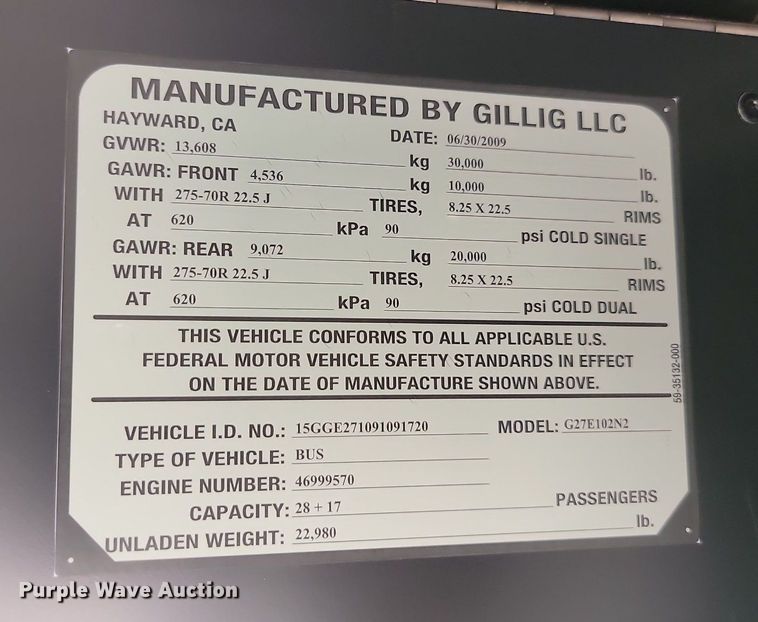 MANUFACTURED BY GILLIG LLC
HAYWARD, CA DATE: 06/30/2009
GVWR: 13,608 kg 30,000 lb.
GAWR: FRONT 4,536 kg 10,000 lb.
WITH 275-70R 22.5 J TIRES, 8.25 X 22.5 RIMS
AT 620 kPa 90 psi COLD SINGLE
GAWR: REAR 9,072 kg 20,000 lb.
WITH 275-70R 22.5 J TIRES, 8.25 X 22.5 RIMS
AT 620 kPa 90 psi COLD DUAL
THIS VEHICLE CONFORMS TO ALL APPLICABLE U.S.
FEDERAL MOTOR VEHICLE SAFETY STANDARDS IN EFFECT
ON THE DATE OF MANUFACTURE SHOWN ABOVE.
59-35132-000
VEHICLE I.D. NO.: 15GGE271091091720 MODEL: G27E102N2
TYPE OF VEHICLE: BUS
ENGINE NUMBER: 46999570
CAPACITY: 28 + 17 PASSENGERS
UNLADEN WEIGHT: 22,980 lb.
Purple Wave Auction